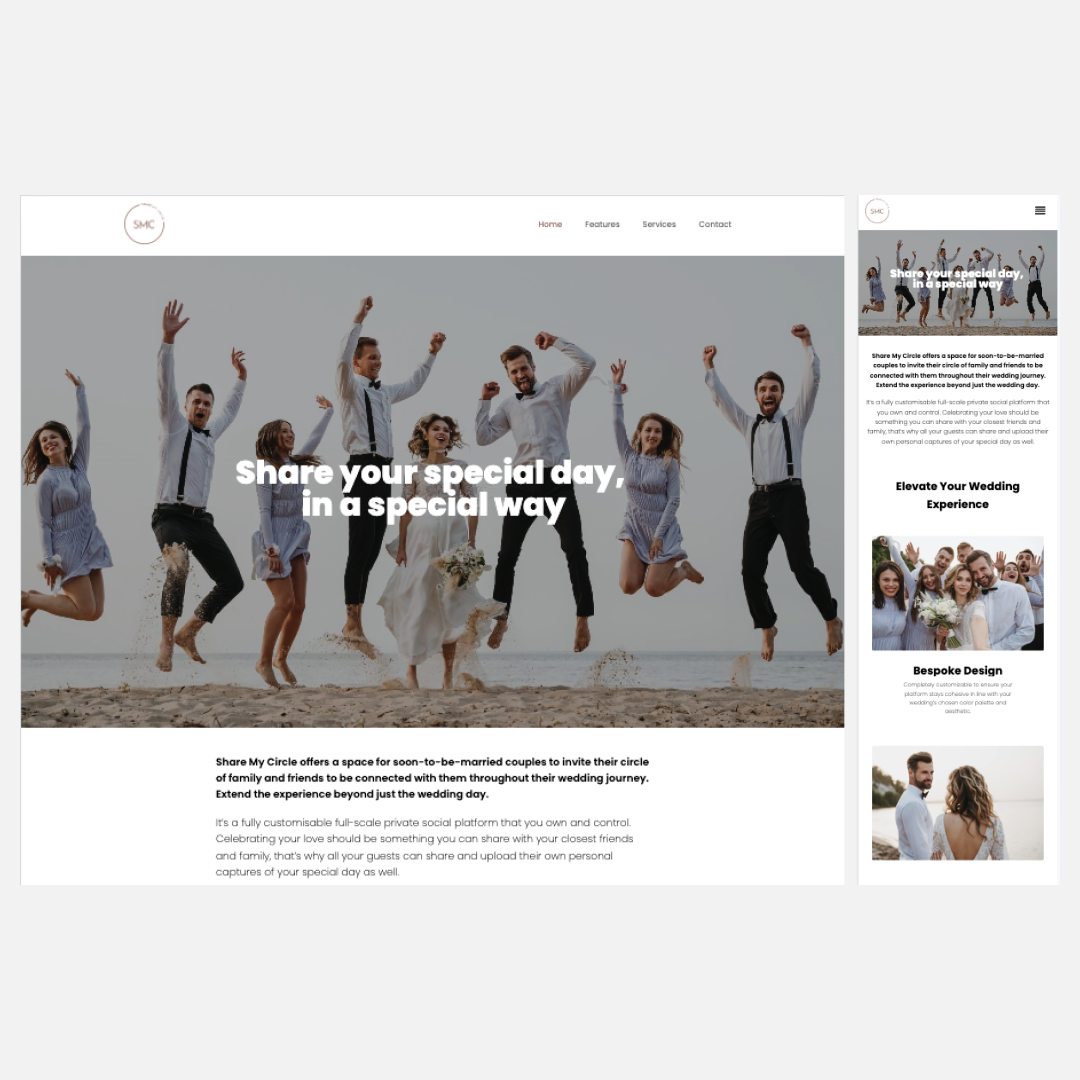 SMC
Home Features Services Contact
Share your special day,
in a special way
Share My Circle offers a space for soon-to-be-married couples to invite their circle
of family and friends to be connected with them throughout their wedding journey.
Extend the experience beyond just the wedding day.
It's a fully customisable full-scale private social platform that you own and control.
Celebrating your love should be something you can share with your closest friends
and family, that's why all your guests can share and upload their own personal
captures of your special day as well.
SMC
Share your special day,
in a special way
Share My Circle offers a space for soon-to-be-married
couples to invite their circle of family and friends to be
connected with them throughout their wedding journey.
Extend the experience beyond just the wedding day.
It's a fully customisable full-scale private social platform that
you own and control. Celebrating your love should be
something you can share with your closest friends and
family, that's why all your guests can share and upload their
own personal captures of your special day as well.
Elevate Your Wedding
Experience
Bespoke Design
Completely customizable to ensure your
platform stays cohesive in line with your
wedding's chosen color palette and
aesthetic.